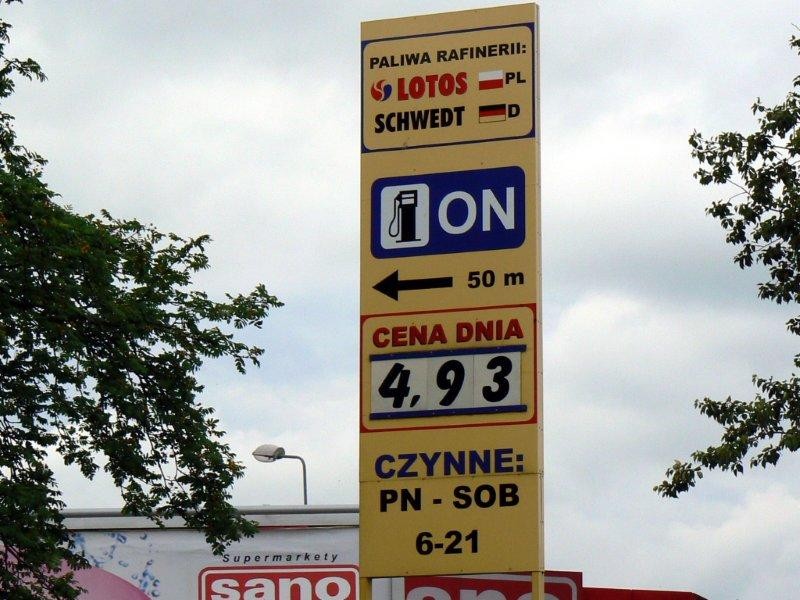 PALIWA RAFINERII:
LOTOS PL
SCHWEDT D
ON
50 m
CENA DNIA
4,93
CZYNNE:
PN - SOB
6-21
Supermarkety
sano